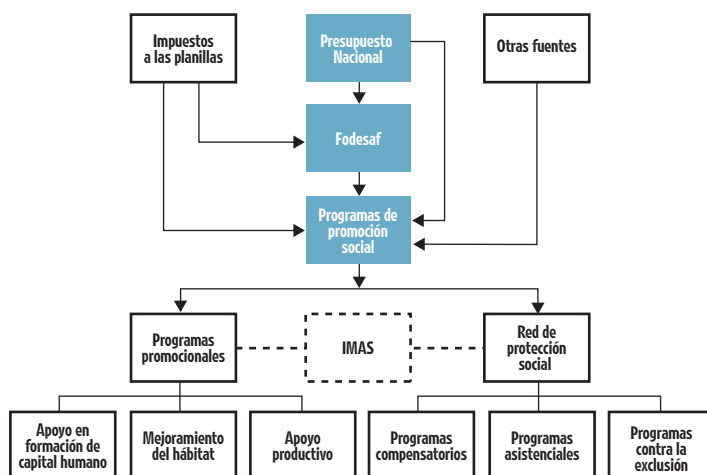 Impuestos
a las planillas
Presupuesto
Nacional
Otras fuentes
Fodesaf
Programas de
promoción
social
Programas
promocionales
IMAS
Red de
protección
social
Apoyo en
formación de
capital humano
Mejoramiento
del hábitat
Apoyo
productivo
Programas
compensatorios
Programas
asistenciales
Programas
contra la
exclusión